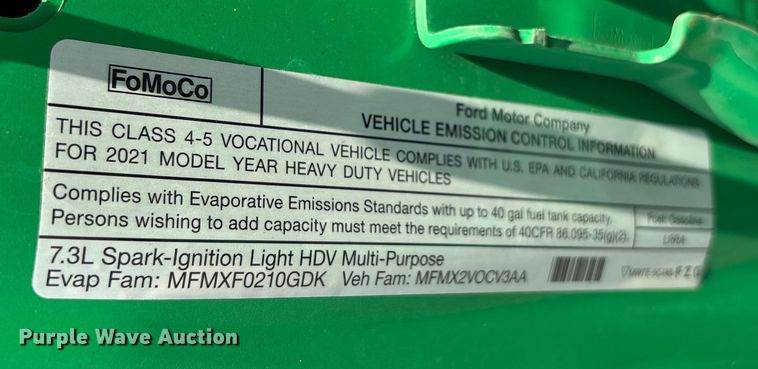 FoMoCo
Ford Motor Company
VEHICLE EMISSION CONTROL INFORMATION
THIS CLASS 4-5 VOCATIONAL VEHICLE COMPLIES WITH U.S. EPA AND CALIFORNIA REGULATIONS
FOR 2021 MODEL YEAR HEAVY DUTY VEHICLES
Complies with Evaporative Emissions Standards with up to 40 gal fuel tank capacity.
Persons wishing to add capacity must meet the requirements of 40CFR 86.095-35(g)(2).
Fuel: Gasoline
7.3L Spark-Ignition Light HDV Multi-Purpose
Evap Fam: MFMXF0210GDK Veh Fam: MFMX2VOCV3AA
Purple Wave Auction